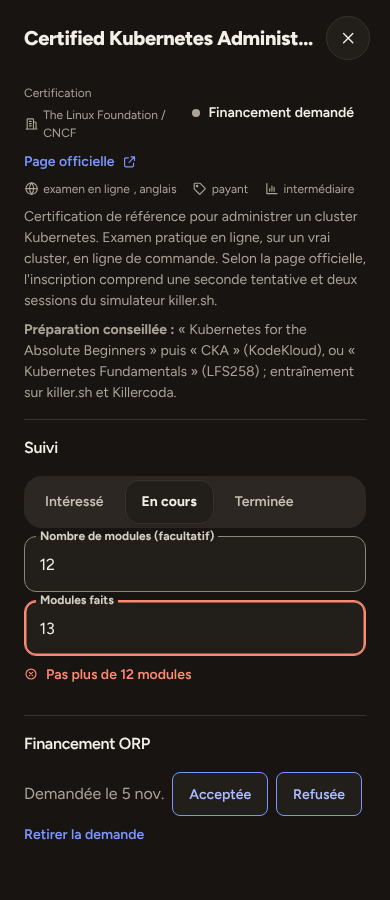 Certified Kubernetes Administ...
Certification
The Linux Foundation /
CNCF
Financement demandé
Page officielle
examen en ligne , anglais
payant
intermédiaire
Certification de référence pour administrer un cluster
Kubernetes. Examen pratique en ligne, sur un vrai
cluster, en ligne de commande. Selon la page officielle,
l'inscription comprend une seconde tentative et deux
sessions du simulateur killer.sh.
Préparation conseillée : « Kubernetes for the
Absolute Beginners » puis « CKA » (KodeKloud), ou «
Kubernetes Fundamentals » (LFS258) ; entraînement
sur killer.sh et Killercoda.
Suivi
Intéressé
En cours
Terminée
Nombre de modules (facultatif)
12
Modules faits
13
Pas plus de 12 modules
Financement ORP
Demandée le 5 nov.
Acceptée
Refusée
Retirer la demande